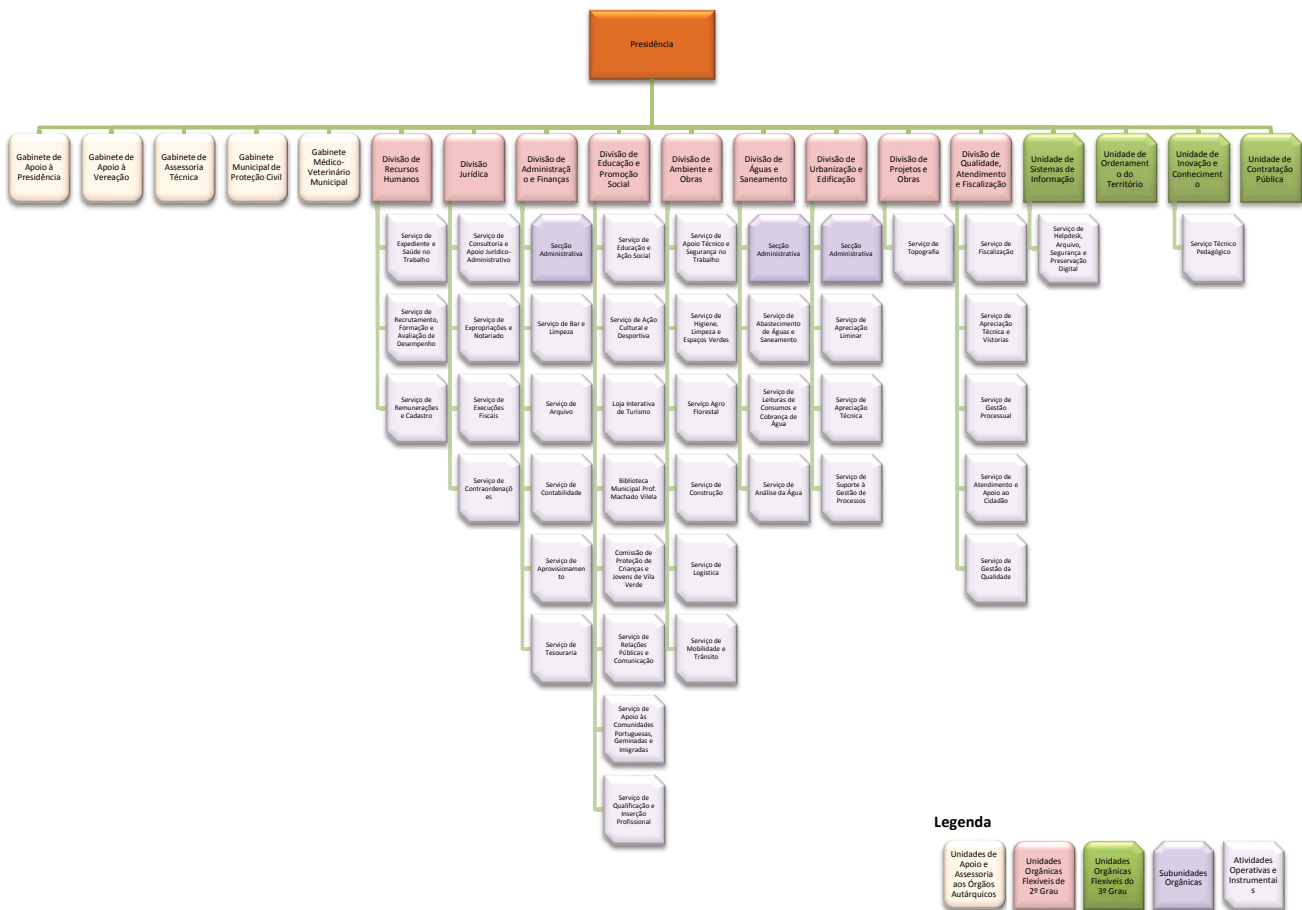 Presidência
Gabinete de
Apoio à
Presidência
Gabinete de
Apoio à
Vereação
Gabinete de
Assessoria
Técnica
Gabinete
Municipal de
Proteção Civil
Gabinete
Médico-
Veterinário
Municipal
Divisão de
Recursos
Humanos
Divisão
Jurídica
Divisão de
Administraçã
o e Finanças
Divisão de
Educação e
Promoção
Social
Divisão de
Ambiente e
Obras
Divisão de
Águas e
Saneamento
Divisão de
Urbanização e
Edificação
Divisão de
Projetos e
Obras
Divisão de
Qualidade,
Atendimento
e Fiscalização
Unidade de
Sistemas de
Informação
Unidade de
Ordenament
o do
Território
Unidade de
Inovação e
Conheciment
o
Unidade de
Contratação
Pública
Serviço de
Expediente e
Saúde no
Trabalho
Serviço de
Consultoria e
Apoio Jurídico-
Administrativo
Secção
Administrativa
Serviço de
Educação e
Ação Social
Serviço de
Apoio Técnico e
Segurança no
Trabalho
Secção
Administrativa
Secção
Administrativa
Serviço de
Topografia
Serviço de
Fiscalização
Serviço de
Helpdesk,
Arquivo,
Segurança e
Preservação
Digital
Serviço Técnico
Pedagógico
Serviço de
Recrutamento,
Formação e
Avaliação de
Desempenho
Serviço de
Expropriações e
Notariado
Serviço de Bar e
Limpeza
Serviço de Ação
Cultural e
Desportiva
Serviço de
Higiene,
Limpeza e
Espaços Verdes
Serviço de
Abastecimento
de Águas e
Saneamento
Serviço de
Apreciação
Liminar
Serviço de
Apreciação
Técnica e
Vistorias
Serviço de
Remunerações
e Cadastro
Serviço de
Execuções
Fiscais
Serviço de
Arquivo
Loja Interativa
de Turismo
Serviço Agro
Florestal
Serviço de
Leituras de
Consumos e
Cobrança de
Água
Serviço de
Apreciação
Técnica
Serviço de
Gestão
Processual
Serviço de
Contraordenaçõ
es
Serviço de
Contabilidade
Biblioteca
Municipal Prof.
Machado Vilela
Serviço de
Construção
Serviço de
Análise da Água
Serviço de
Suporte à
Gestão de
Processos
Serviço de
Atendimento e
Apoio ao
Cidadão
Serviço de
Aprovisionamen
to
Comissão de
Proteção de
Crianças e
Jovens de Vila
Verde
Serviço de
Logística
Serviço de
Gestão da
Qualidade
Serviço de
Tesouraria
Serviço de
Relações
Públicas e
Comunicação
Serviço de
Mobilidade e
Trânsito
Serviço de
Apoio às
Comunidades
Portuguesas,
Geminadas e
Imigradas
Serviço de
Qualificação e
Inserção
Profissional
Legenda
Unidades de
Apoio e
Assessoria
aos Órgãos
Autárquicos
Unidades
Orgânicas
Flexíveis de
2º Grau
Unidades
Orgânicas
Flexíveis do
3º Grau
Subunidades
Orgânicas
Atividades
Operativas e
Instrumentai
s